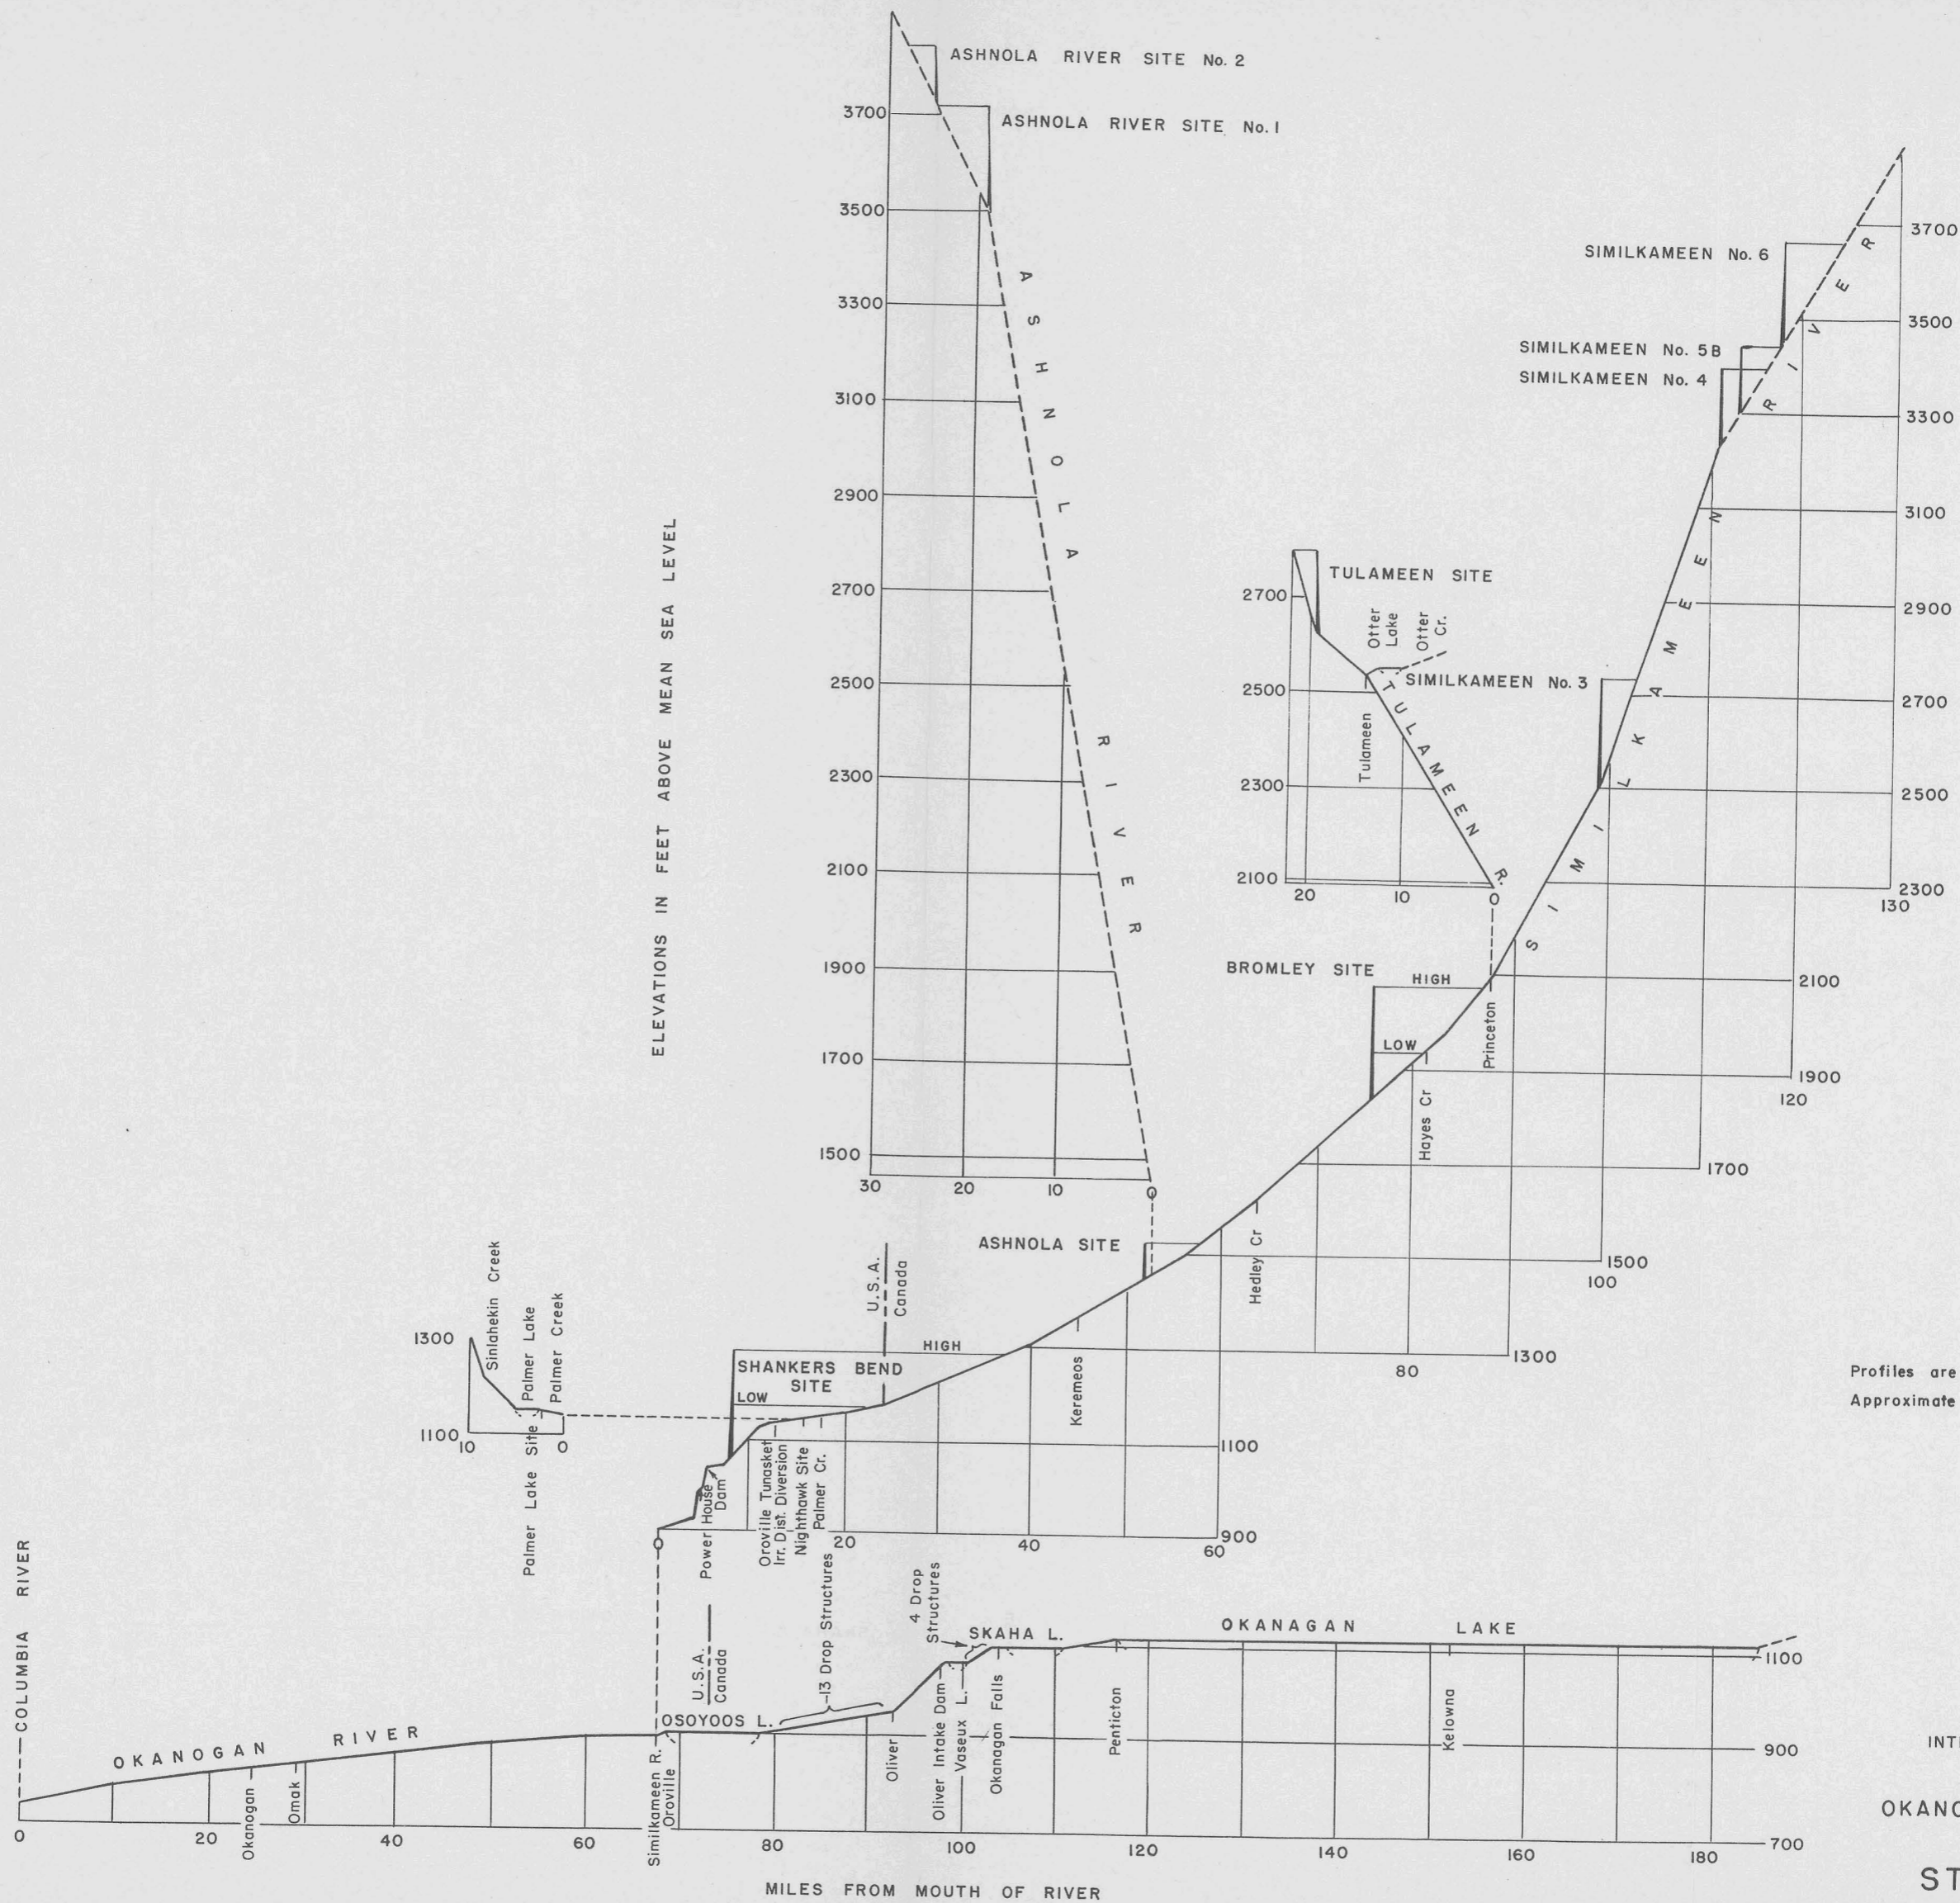 ASHNOLA RIVER SITE No. 2
ASHNOLA RIVER SITE No. 1
3700
3500
3300
3100
2900
2700
2500
2300
2100
1900
1700
1500
30 20 10 0
ASHNOLA RIVER
ELEVATIONS IN FEET ABOVE MEAN SEA LEVEL
SIMILKAMEEN No. 6
SIMILKAMEEN No. 5B
SIMILKAMEEN No. 4
SIMILKAMEEN No. 3
SIMILKAMEEN RIVER
3700
3500
3300
3100
2900
2700
2500
2300
130
2100
1900
120
1700
1500
100
1300
80
1100
900
60
40
20
0
TULAMEEN SITE
Otter
Lake
Otter
Cr.
2700
2500
2300
2100
20 10 0
Tulameen
TULAMEEN R.
BROMLEY SITE
HIGH
LOW
Princeton
Hayes Cr
Hedley Cr
ASHNOLA SITE
U.S.A.
Canada
Keremeos
HIGH
SHANKERS BEND
SITE
LOW
1300
1100
10 0
Sinlahekin Creek
Palmer Lake
Palmer Creek
Palmer Lake Site
Power House
Dam
Oroville Tunasket
Irr. Dist. Diversion
Nighthawk Site
Palmer Cr.
COLUMBIA RIVER
OKANOGAN RIVER
Okanogan
Omak
Similkameen R.
Oroville
U.S.A.
Canada
OSOYOOS L.
13 Drop Structures
Oliver
4 Drop
Structures
Oliver Intake Dam
Vaseux L.
SKAHA L.
Okanagan Falls
Penticton
OKANAGAN LAKE
Kelowna
1100
900
700
0 20 40 60 80 100 120 140 160 180
MILES FROM MOUTH OF RIVER
Profiles are
Approximate
INT
OKANO
ST